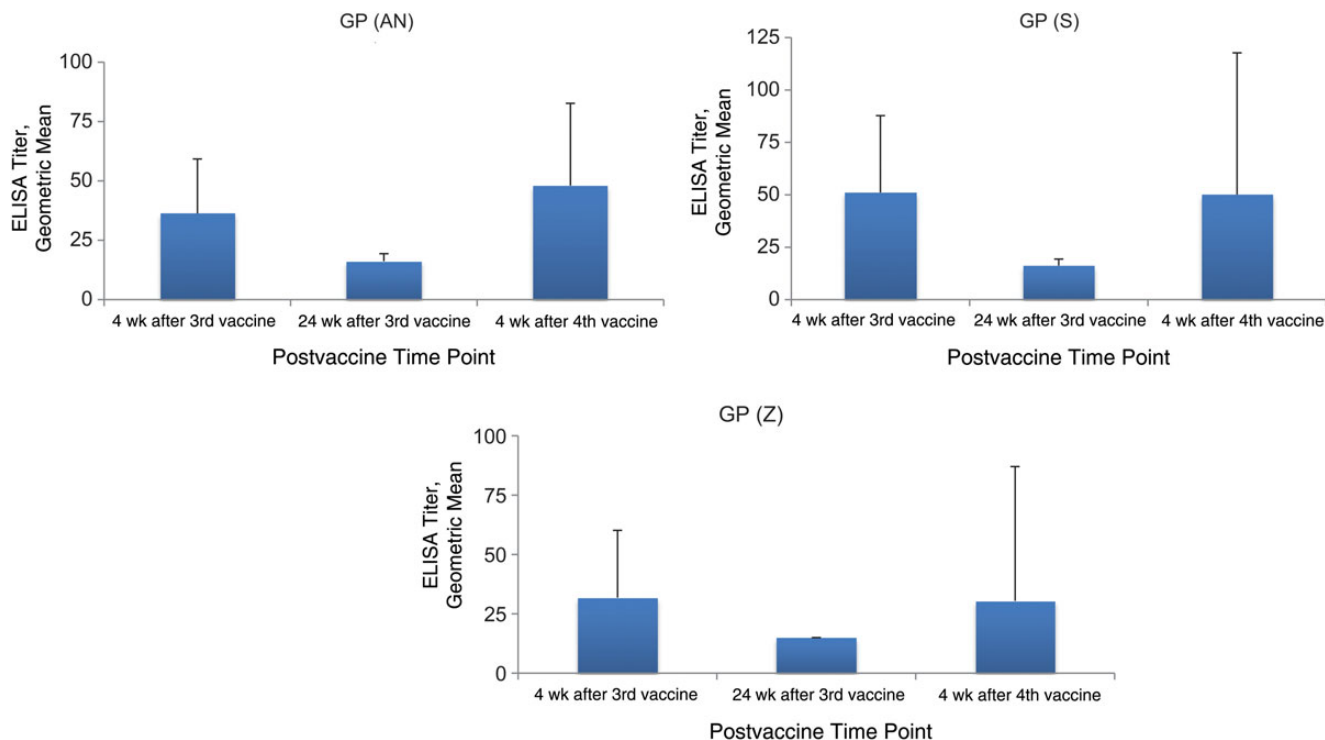 GP (AN)
100
75
50
25
0
ELISA Titer,
Geometric Mean
4 wk after 3rd vaccine
24 wk after 3rd vaccine
4 wk after 4th vaccine
Postvaccine Time Point
GP (S)
125
100
75
50
25
0
ELISA Titer,
Geometric Mean
4 wk after 3rd vaccine
24 wk after 3rd vaccine
4 wk after 4th vaccine
Postvaccine Time Point
GP (Z)
100
75
50
25
0
ELISA Titer,
Geometric Mean
4 wk after 3rd vaccine
24 wk after 3rd vaccine
4 wk after 4th vaccine
Postvaccine Time Point